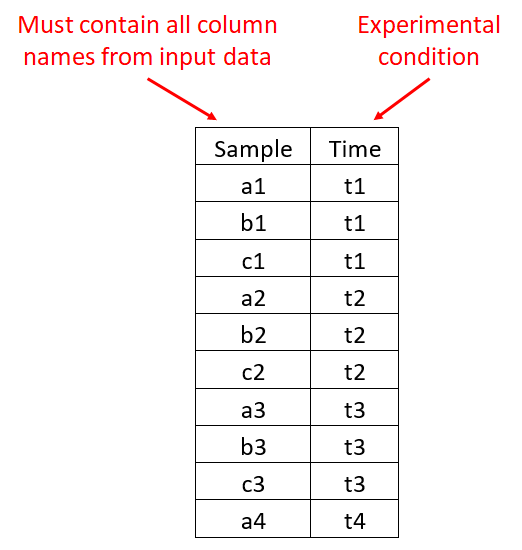 Must contain all column
names from input data
Experimental
condition
Sample Time
a1 t1
b1 t1
c1 t1
a2 t2
b2 t2
c2 t2
a3 t3
b3 t3
c3 t3
a4 t4